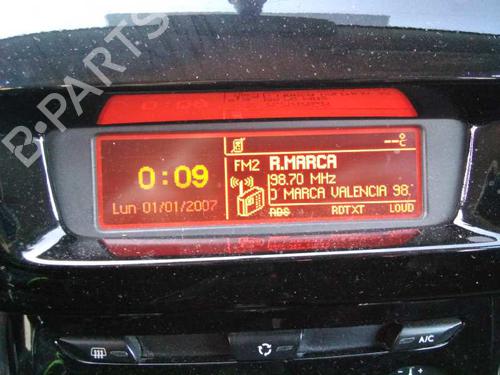 B-PARTS
0:09
Lun 01/01/2007
--°C
FM2 R.MARCA
98.70 MHz
O MARCA VALENCIA 98,
RDS RDTXT LOUD
A/C